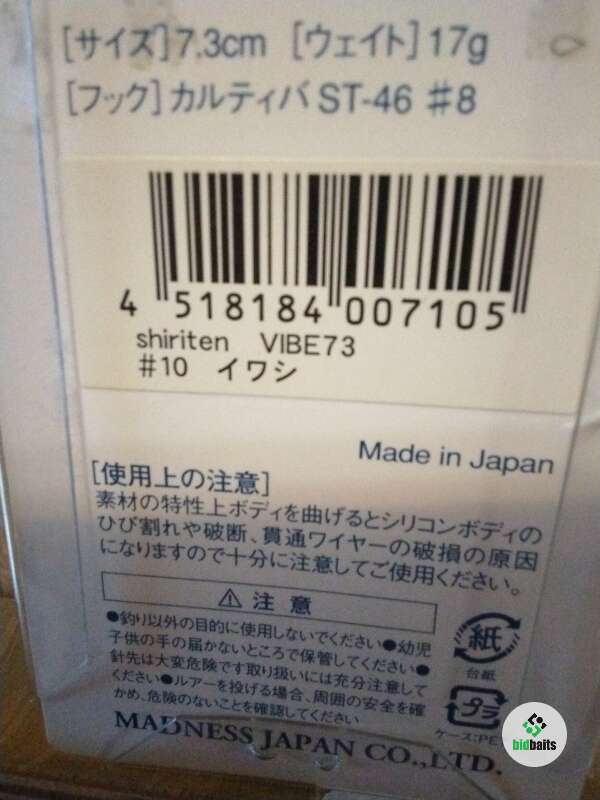 [サイズ]7.3cm [ウェイト]17g
[フック]カルティバ ST-46 #8
4 518184 007105
shiriten VIBE73
#10 イワシ
Made in Japan
[使用上の注意]
素材の特性上ボディを曲げるとシリコンボディの
ひび割れや破断、貫通ワイヤーの破損の原因
になりますので十分に注意してご使用ください。
⚠注意
●釣り以外の目的に使用しないでください●幼児
子供の手の届かないところで保管してください●
針先は大変危険です取り扱いには充分注意して
ください●ルアーを投げる場合、周囲の安全を確
かめ、危険のないことを確認してください
紙
台紙
プラ
ケース:PE
MADNESS JAPAN CO.,LTD.
bidbaits